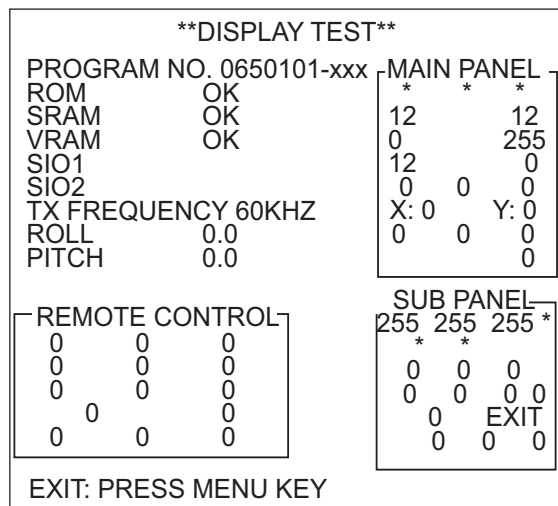 **DISPLAY TEST**
PROGRAM NO. 0650101-xxx
ROM OK
SRAM OK
VRAM OK
SIO1
SIO2
TX FREQUENCY 60KHZ
ROLL 0.0
PITCH 0.0
MAIN PANEL
* * *
12 12
0 255
12 0
0 0 0
X: 0 Y: 0
0 0 0
0
REMOTE CONTROL
0 0 0
0 0 0
0 0 0
0 0
0 0 0
SUB PANEL
255 255 255 *
* *
0 0 0
0 0 0 0
0 EXIT
0 0 0
EXIT: PRESS MENU KEY